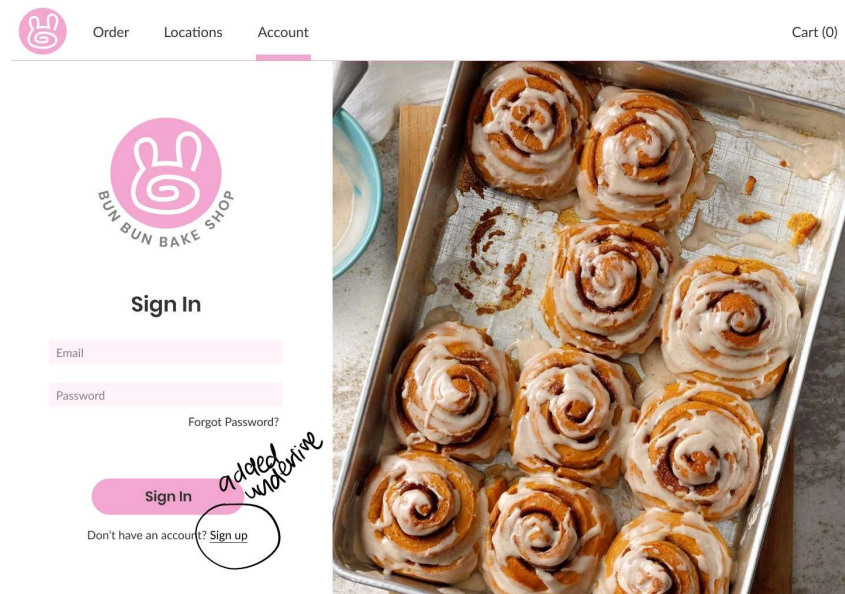 Order Locations Account Cart (0)
BUN BUN BAKE SHOP
Sign In
Email
Password
Forgot Password?
added
underline
Sign In
Don't have an account? Sign up